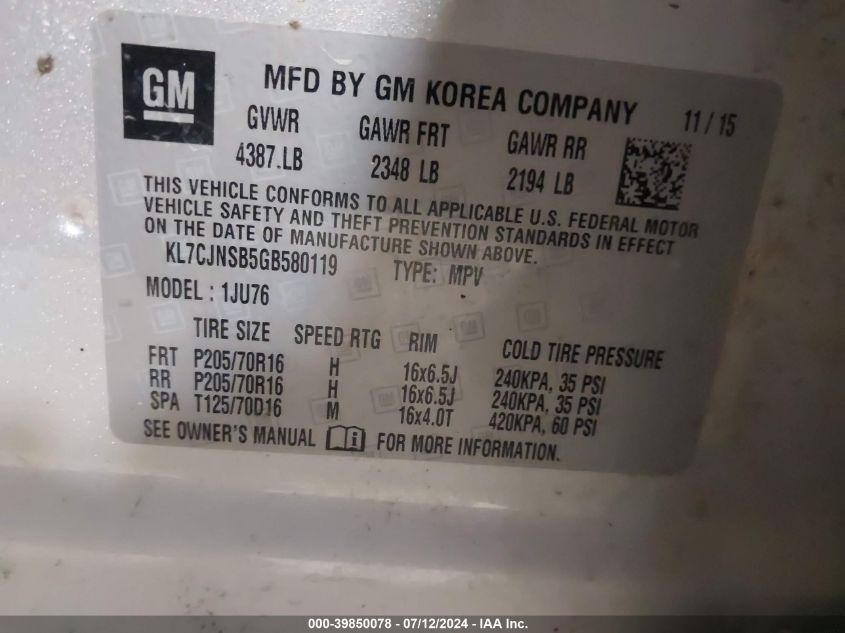 GM MFD BY GM KOREA COMPANY 11/15
GVWR GAWR FRT GAWR RR
4387.LB 2348 LB 2194 LB
THIS VEHICLE CONFORMS TO ALL APPLICABLE U.S. FEDERAL MOTOR
VEHICLE SAFETY AND THEFT PREVENTION STANDARDS IN EFFECT
ON THE DATE OF MANUFACTURE SHOWN ABOVE.
KL7CJNSB5GB580119 TYPE: MPV
MODEL : 1JU76
TIRE SIZE SPEED RTG RIM COLD TIRE PRESSURE
FRT P205/70R16 H 16x6.5J 240KPA, 35 PSI
RR P205/70R16 H 16x6.5J 240KPA, 35 PSI
SPA T125/70D16 M 16x4.0T 420KPA, 60 PSI
SEE OWNER'S MANUAL FOR MORE INFORMATION.
000-39850078 - 07/12/2024 - IAA Inc.